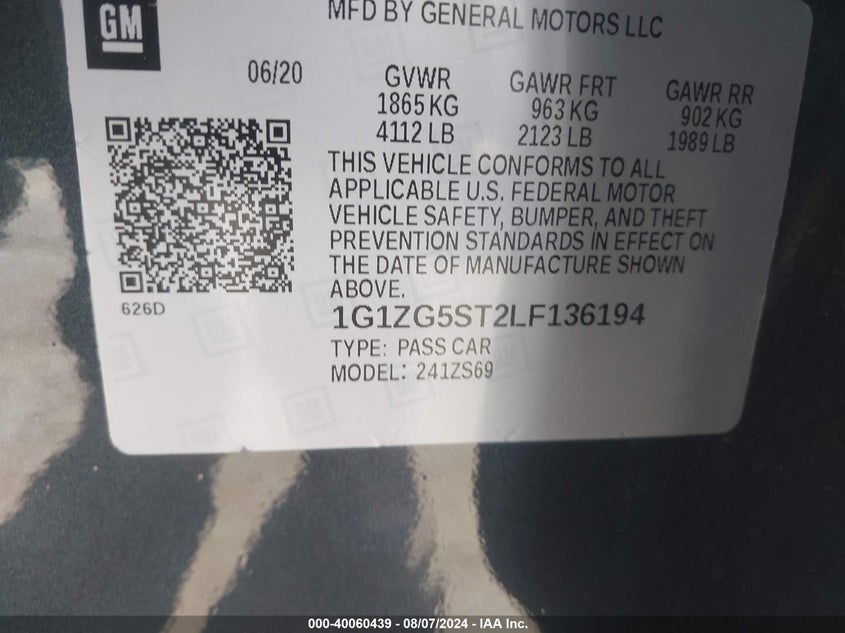 GM
MFD BY GENERAL MOTORS LLC
06/20
GVWR
1865 KG
4112 LB
GAWR FRT
963 KG
2123 LB
GAWR RR
902 KG
1989 LB
THIS VEHICLE CONFORMS TO ALL
APPLICABLE U.S. FEDERAL MOTOR
VEHICLE SAFETY, BUMPER, AND THEFT
PREVENTION STANDARDS IN EFFECT ON
THE DATE OF MANUFACTURE SHOWN
ABOVE.
626D
1G1ZG5ST2LF136194
TYPE: PASS CAR
MODEL: 241ZS69
000-40060439 - 08/07/2024 - IAA Inc.